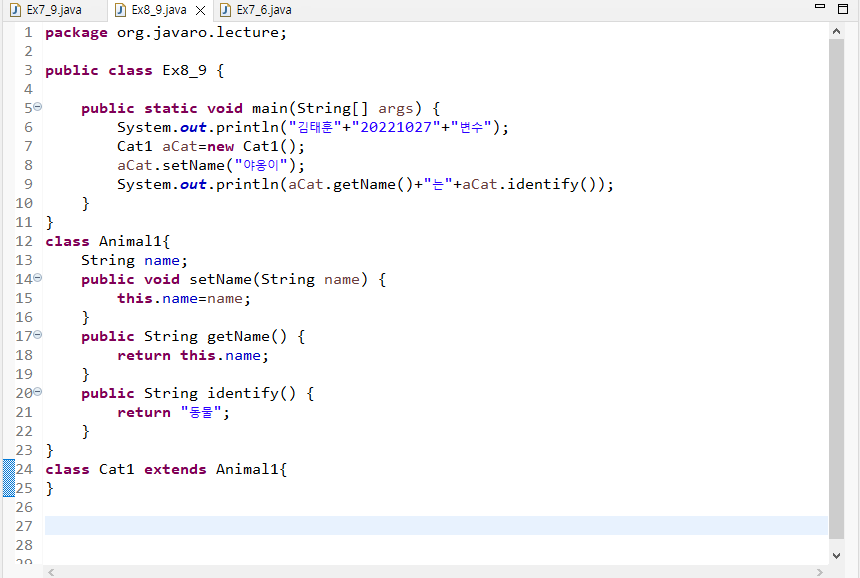 Ex7_9.java Ex8_9.java Ex7_6.java
1 package org.javaro.lecture;
2
3 public class Ex8_9 {
4
5 public static void main(String[] args) {
6 System.out.println("김태훈"+"20221027"+"변수");
7 Cat1 aCat=new Cat1();
8 aCat.setName("야옹이");
9 System.out.println(aCat.getName()+"는"+aCat.identify());
10 }
11 }
12 class Animal1{
13 String name;
14 public void setName(String name) {
15 this.name=name;
16 }
17 public String getName() {
18 return this.name;
19 }
20 public String identify() {
21 return "동물";
22 }
23 }
24 class Cat1 extends Animal1{
25 }
26
27
28
29